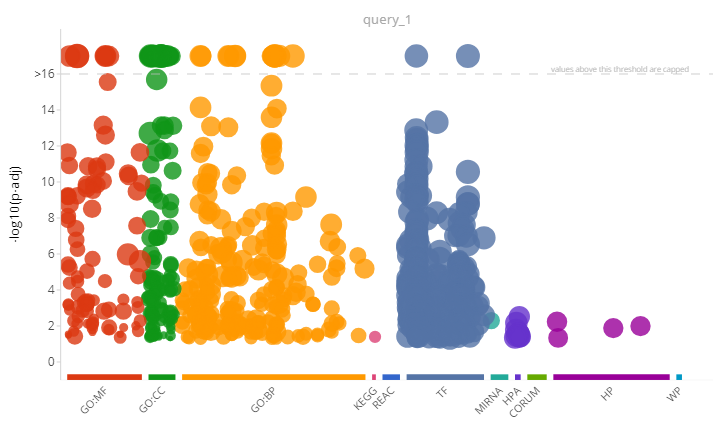 query_1
values above this threshold are capped
>16
14
12
10
8
6
4
2
0
-log10(p-adj)
GO:MF
GO:CC
GO:BP
KEGG
REAC
TF
MIRNA
HPA
CORUM
HP
WP